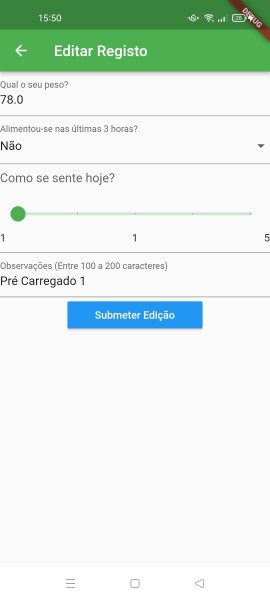 15:50
DEBUG
Editar Registo
Qual o seu peso?
78.0
Alimentou-se nas últimas 3 horas?
Não
Como se sente hoje?
1 1 5
Observações (Entre 100 a 200 caracteres)
Pré Carregado 1
Submeter Edição